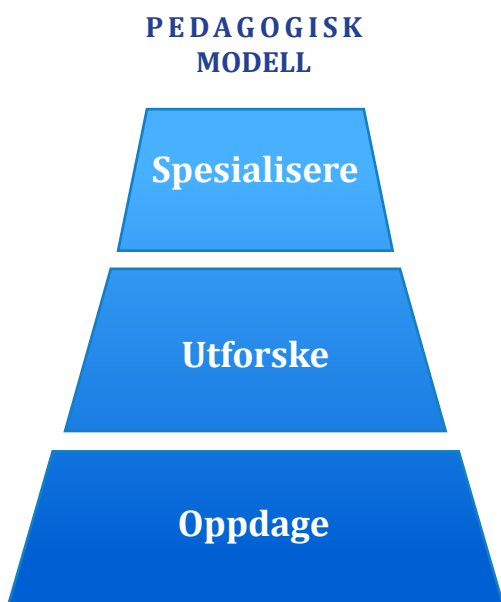 PEDAGOGISK
MODELL
Spesialisere
Utforske
Oppdage